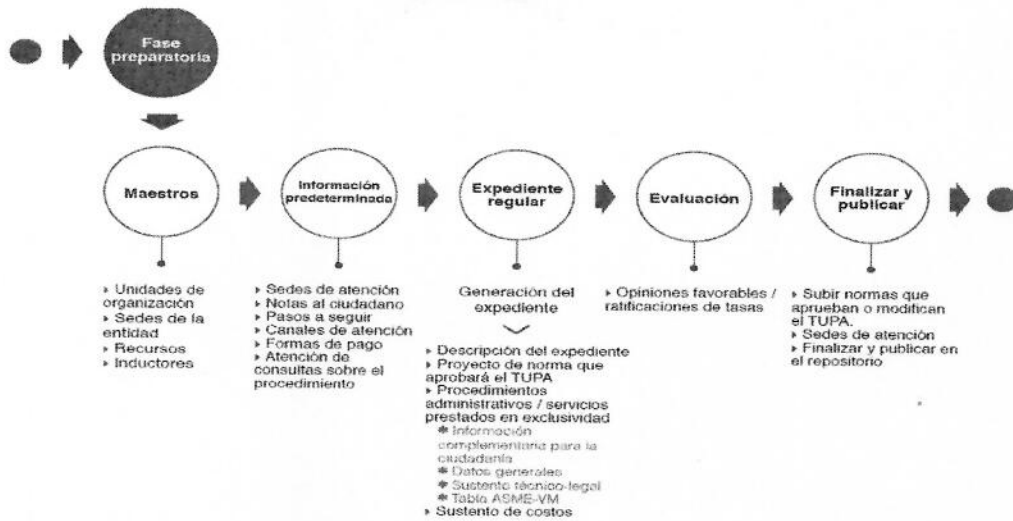 Fase
preparatoria
Maestros
Información
predeterminada
Expediente
regular
Evaluación
Finalizar y
publicar
▸ Unidades de
organización
▸ Sedes de la
entidad
▸ Recursos
▸ Inductores
▸ Sedes de atención
▸ Notas al ciudadano
▸ Pasos a seguir
▸ Canales de atención
▸ Formas de pago
▸ Atención de
consultas sobre el
procedimiento
Generación del
expediente
▸ Descripción del expediente
▸ Proyecto de norma que
aprobará el TUPA
▸ Procedimientos
administrativos / servicios
prestados en exclusividad
* Información
complementaria para la
ciudadanía
* Datos generales
* Sustento técnico-legal
* Tabla ASME-VM
▸ Sustento de costos
▸ Opiniones favorables /
ratificaciones de tasas
▸ Subir normas que
aprueban o modifican
el TUPA.
▸ Sedes de atención
▸ Finalizar y publicar en
el repositorio